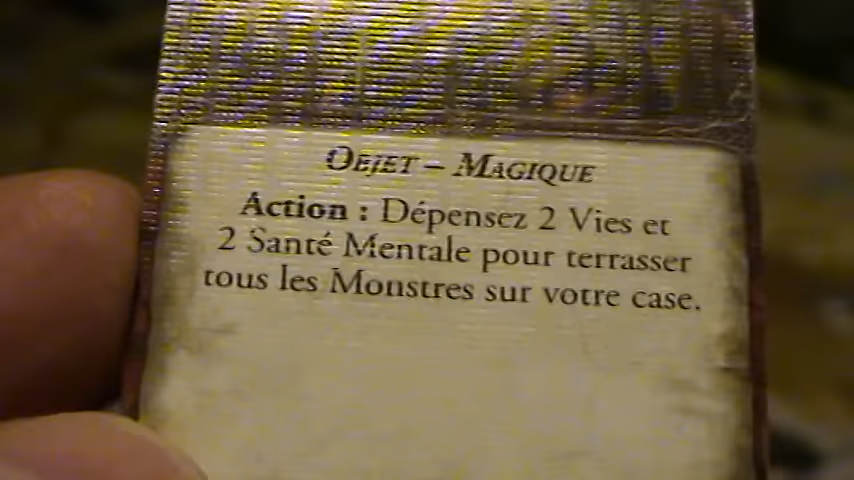 OBJET – MAGIQUE
Action : Dépensez 2 Vies et
2 Santé Mentale pour terrasser
tous les Monstres sur votre case.